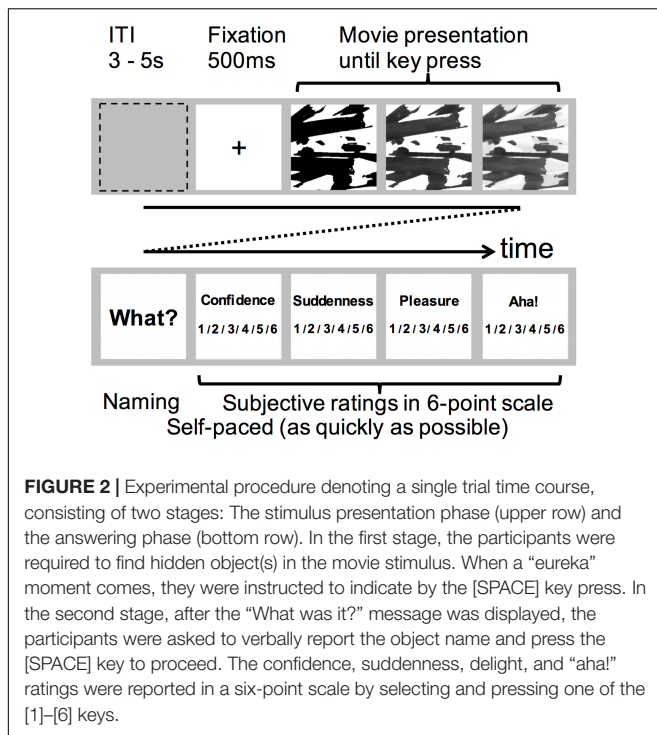 ITI
3 - 5s
Fixation
500ms
Movie presentation
until key press
+
time
What?
Confidence
1 / 2 / 3/ 4 / 5 / 6
Suddenness
1 / 2 / 3/ 4 / 5 / 6
Pleasure
1 / 2 / 3/ 4 / 5 / 6
Aha!
1 / 2 / 3/ 4 / 5 / 6
Naming
Subjective ratings in 6-point scale
Self-paced (as quickly as possible)
FIGURE 2 | Experimental procedure denoting a single trial time course,
consisting of two stages: The stimulus presentation phase (upper row) and
the answering phase (bottom row). In the first stage, the participants were
required to find hidden object(s) in the movie stimulus. When a “eureka”
moment comes, they were instructed to indicate by the [SPACE] key press. In
the second stage, after the “What was it?” message was displayed, the
participants were asked to verbally report the object name and press the
[SPACE] key to proceed. The confidence, suddenness, delight, and “aha!”
ratings were reported in a six-point scale by selecting and pressing one of the
[1]–[6] keys.